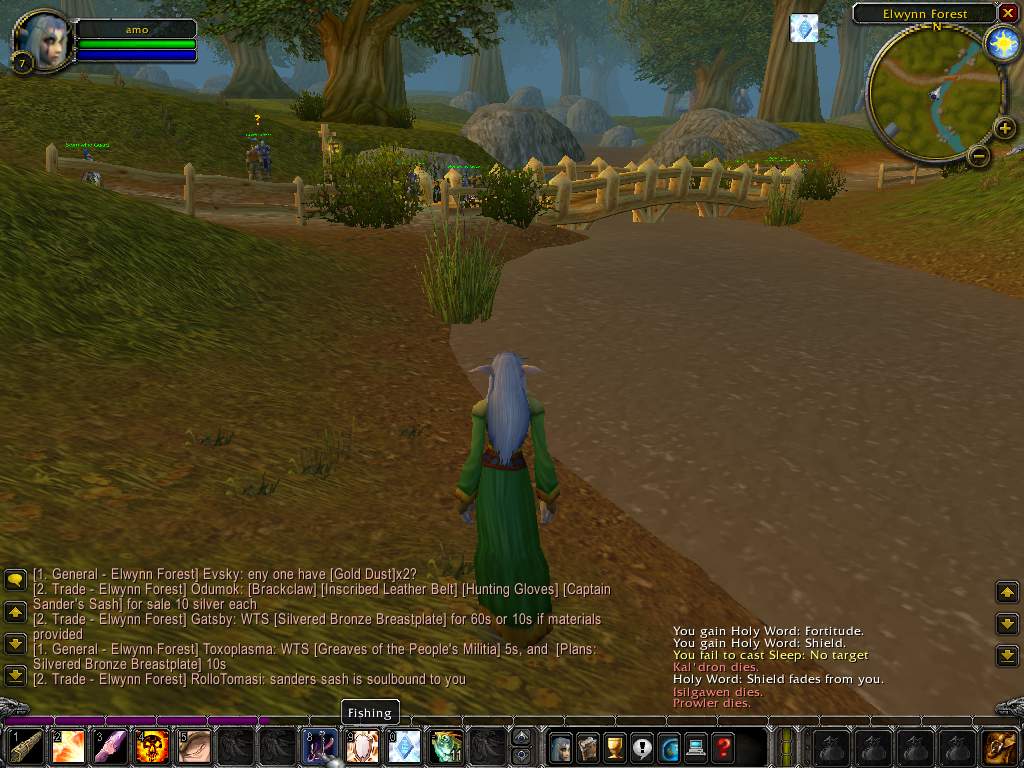 amo
7
Elwynn Forest
N
[1. General - Elwynn Forest] Evsky: eny one have [Gold Dust]x2?
[2. Trade - Elwynn Forest] Odumok: [Brackclaw] [Inscribed Leather Belt] [Hunting Gloves] [Captain
Sander's Sash] for sale 10 silver each
[2. Trade - Elwynn Forest] Gatsby: WTS [Silvered Bronze Breastplate] for 60s or 10s if materials
provided
[1. General - Elwynn Forest] Toxoplasma: WTS [Greaves of the People's Militia] 5s, and  [Plans:
Silvered Bronze Breastplate] 10s
[2. Trade - Elwynn Forest] RolloTomasi: sanders sash is soulbound to you
You gain Holy Word: Fortitude.
You gain Holy Word: Shield.
You fail to cast Sleep: No target
Kal'dron dies.
Holy Word: Shield fades from you.
Isilgawen dies.
Prowler dies.
Fishing
1 2 3 4 5 8 9 0